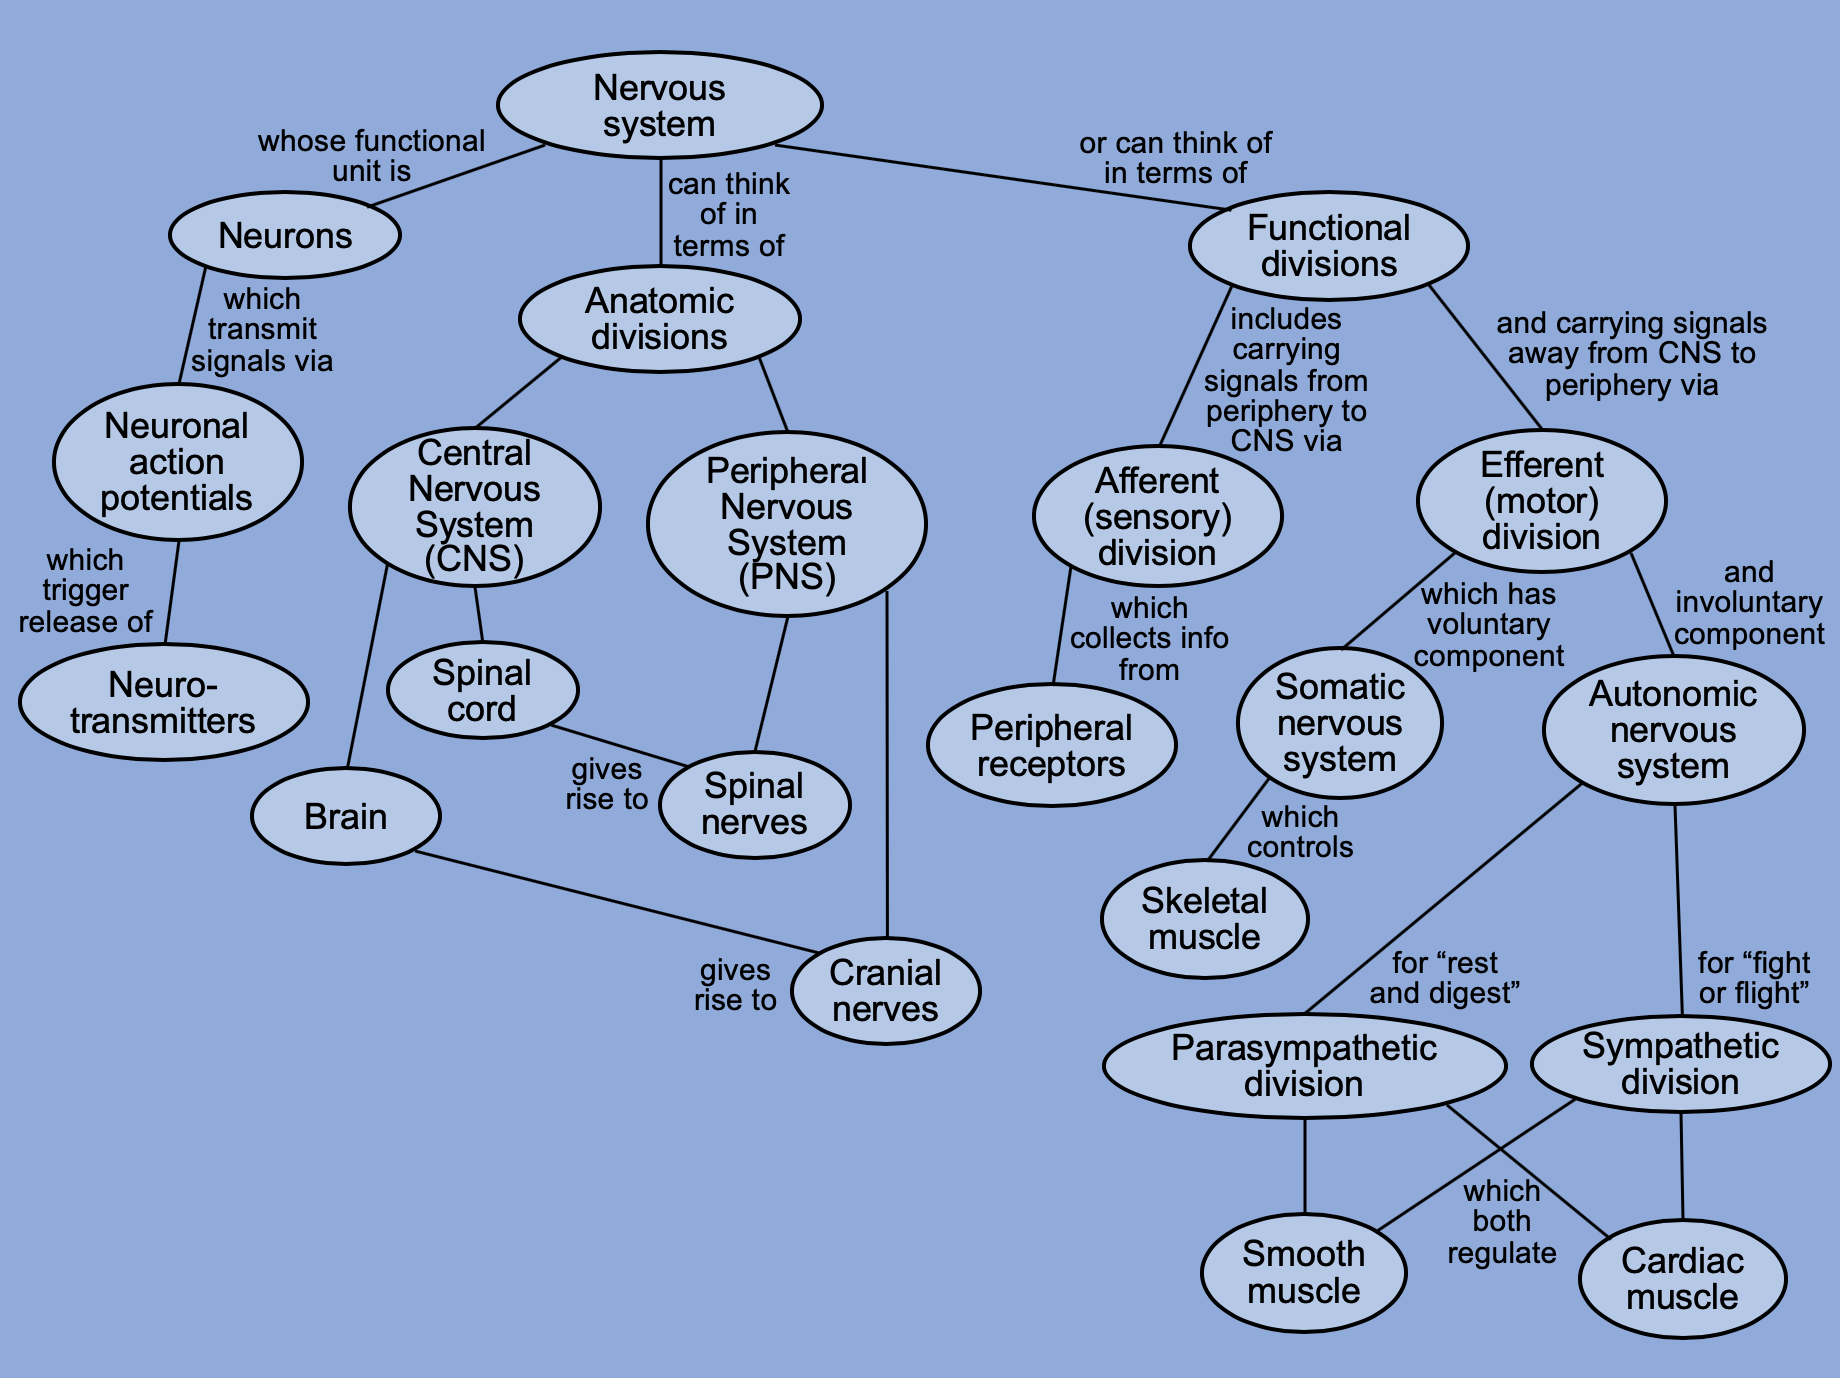 Nervous
system
whose functional
unit is
can think
of in
terms of
or can think of
in terms of
Neurons
Anatomic
divisions
Functional
divisions
which
transmit
signals via
includes
carrying
signals from
periphery to
CNS via
and carrying signals
away from CNS to
periphery via
Neuronal
action
potentials
Central
Nervous
System
(CNS)
Peripheral
Nervous
System
(PNS)
Afferent
(sensory)
division
Efferent
(motor)
division
which
trigger
release of
which
collects info
from
which has
voluntary
component
and
involuntary
component
Neuro-
transmitters
Spinal
cord
Peripheral
receptors
Somatic
nervous
system
Autonomic
nervous
system
gives
rise to
Spinal
nerves
Brain
which
controls
Skeletal
muscle
gives
rise to
Cranial
nerves
for “rest
and digest”
for “fight
or flight”
Parasympathetic
division
Sympathetic
division
which
both
regulate
Smooth
muscle
Cardiac
muscle